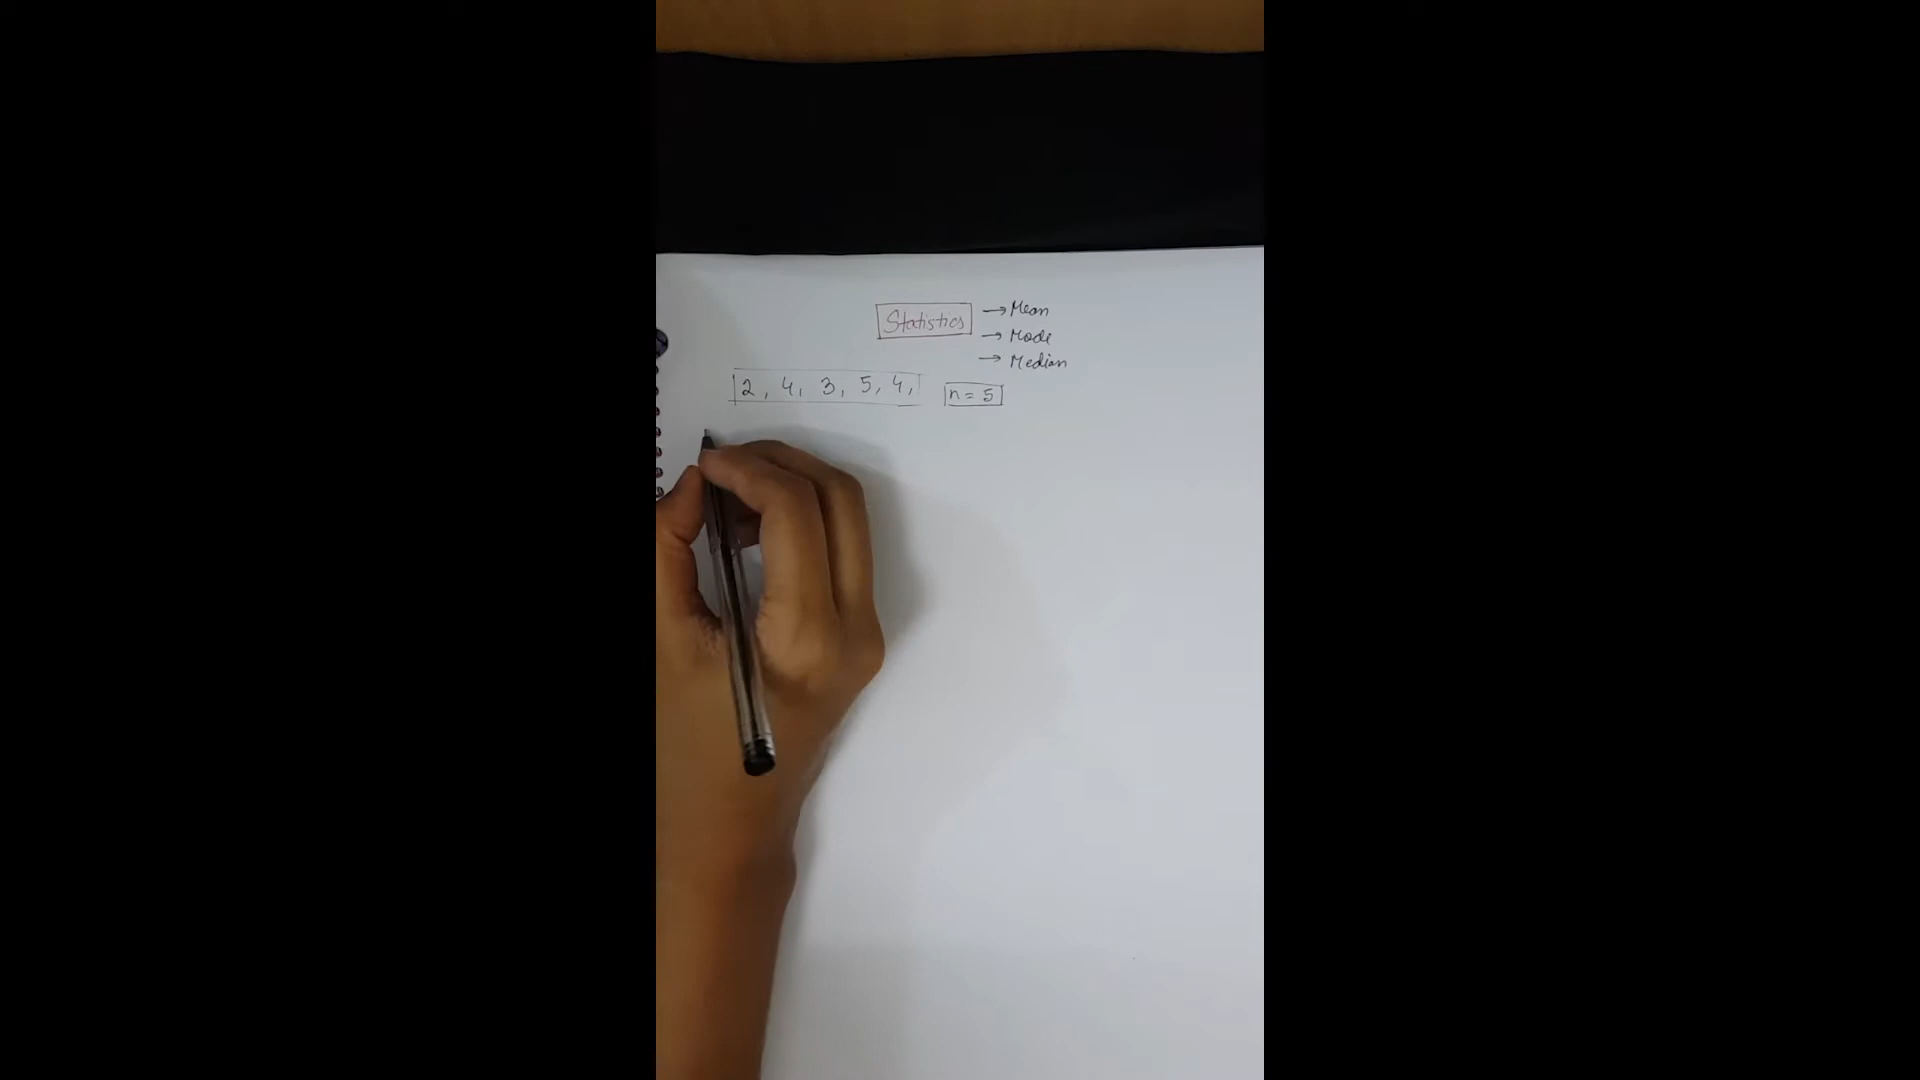 Statistics → Mean
→ Mode
→ Median
2, 4, 3, 5, 4, n = 5